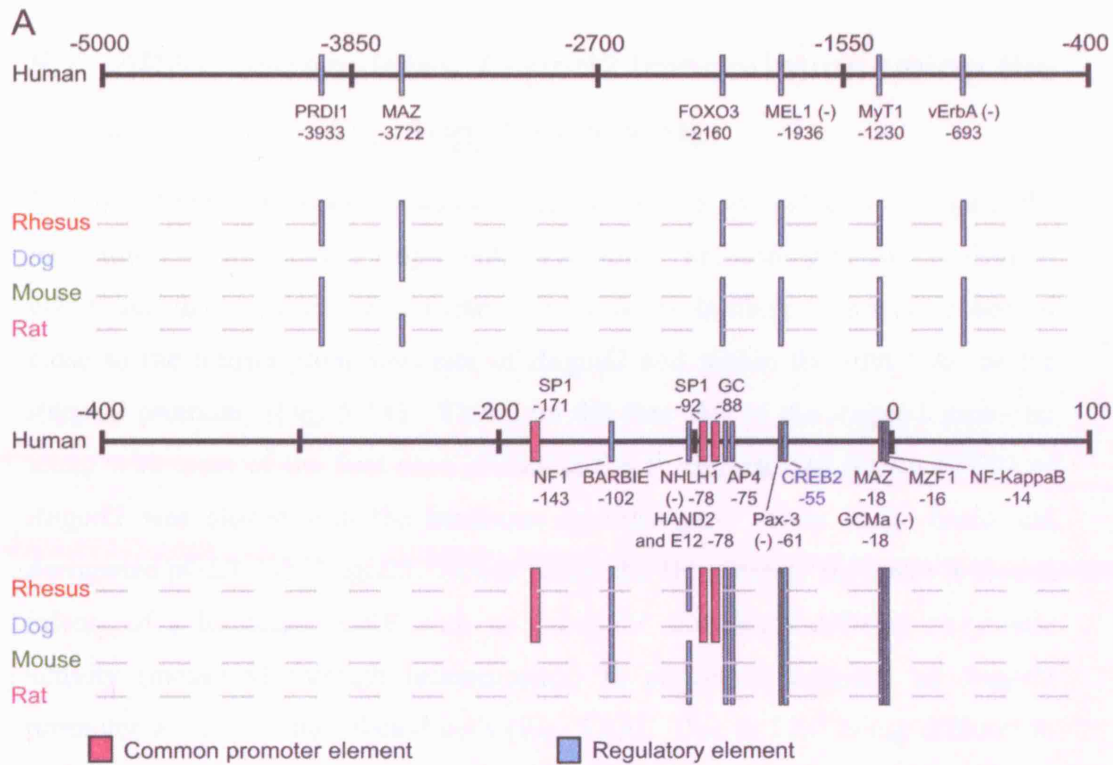 A
-5000 -3850 -2700 -1550 -400
Human
PRDI1 MAZ FOXO3 MEL1 (-) MyT1 vErbA (-)
-3933 -3722 -2160 -1936 -1230 -693
Rhesus
Dog
Mouse
Rat
SP1 SP1 GC
-171 -92 -88
-400 -200 0 100
Human
NF1 BARBIE NHLH1 AP4 CREB2 MAZ MZF1 NF-KappaB
-143 -102 (-) -78 -75 -55 -18 -16 -14
HAND2 Pax-3 GCMa (-)
and E12 -78 (-) -61 -18
Rhesus
Dog
Mouse
Rat
Common promoter element Regulatory element